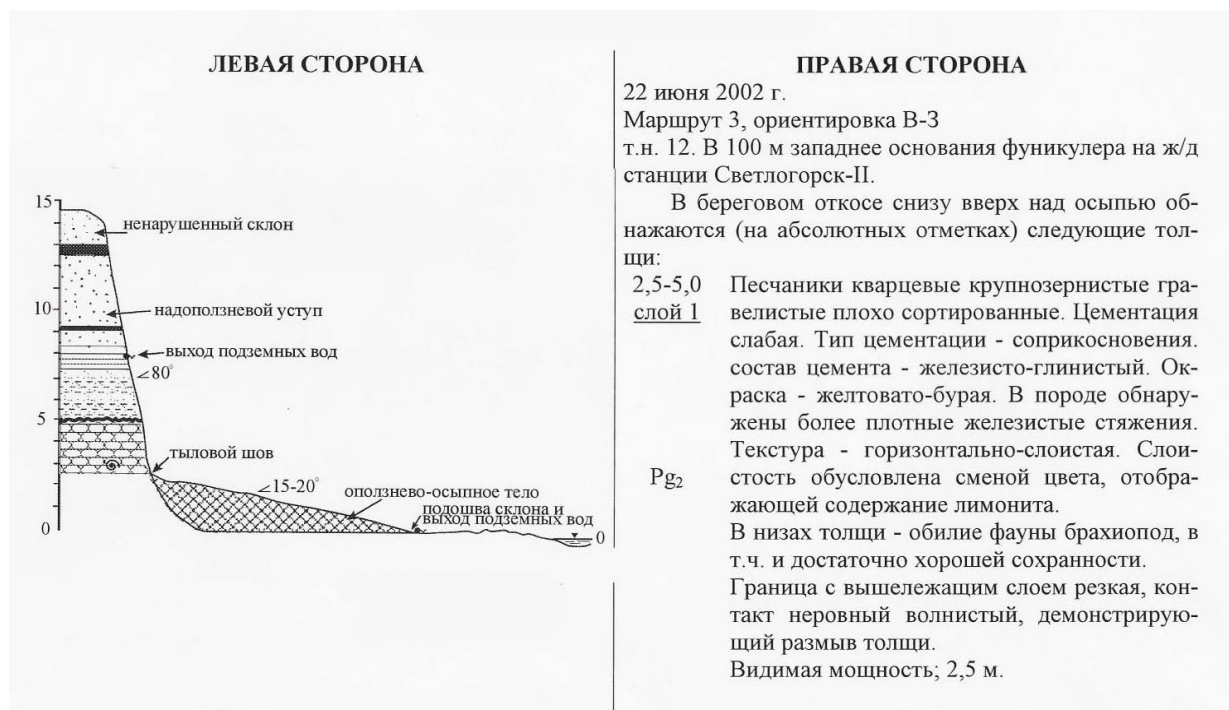 ЛЕВАЯ СТОРОНА
15
ненарушенный склон
10
надоползневой уступ
выход подземных вод
∠80°
5
тыловой шов
∠15-20°
оползнево-осыпное тело
подошва склона и
выход подземных вод
0
0
ПРАВАЯ СТОРОНА
22 июня 2002 г.
Маршрут 3, ориентировка В-З
т.н. 12. В 100 м западнее основания фуникулера на ж/д
станции Светлогорск-II.
В береговом откосе снизу вверх над осыпью об-
нажаются (на абсолютных отметках) следующие тол-
щи:
2,5-5,0 Песчаники кварцевые крупнозернистые гра-
слой 1 велистые плохо сортированные. Цементация
слабая. Тип цементации - соприкосновения.
состав цемента - железисто-глинистый. Ок-
раска - желтовато-бурая. В породе обнару-
жены более плотные железистые стяжения.
Текстура - горизонтально-слоистая. Слои-
Pg₂ стость обусловлена сменой цвета, отобра-
жающей содержание лимонита.
В низах толщи - обилие фауны брахиопод, в
т.ч. и достаточно хорошей сохранности.
Граница с вышележащим слоем резкая, кон-
такт неровный волнистый, демонстрирую-
щий размыв толщи.
Видимая мощность; 2,5 м.